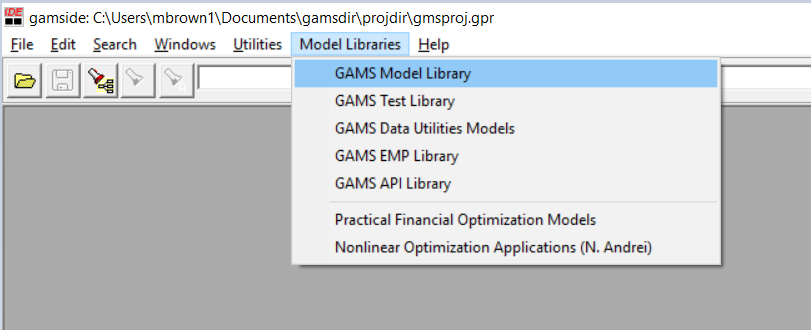 IDE gamside: C:\Users\mbrown1\Documents\gamsdir\projdir\gmsproj.gpr
File Edit Search Windows Utilities Model Libraries Help
GAMS Model Library
GAMS Test Library
GAMS Data Utilities Models
GAMS EMP Library
GAMS API Library
Practical Financial Optimization Models
Nonlinear Optimization Applications (N. Andrei)